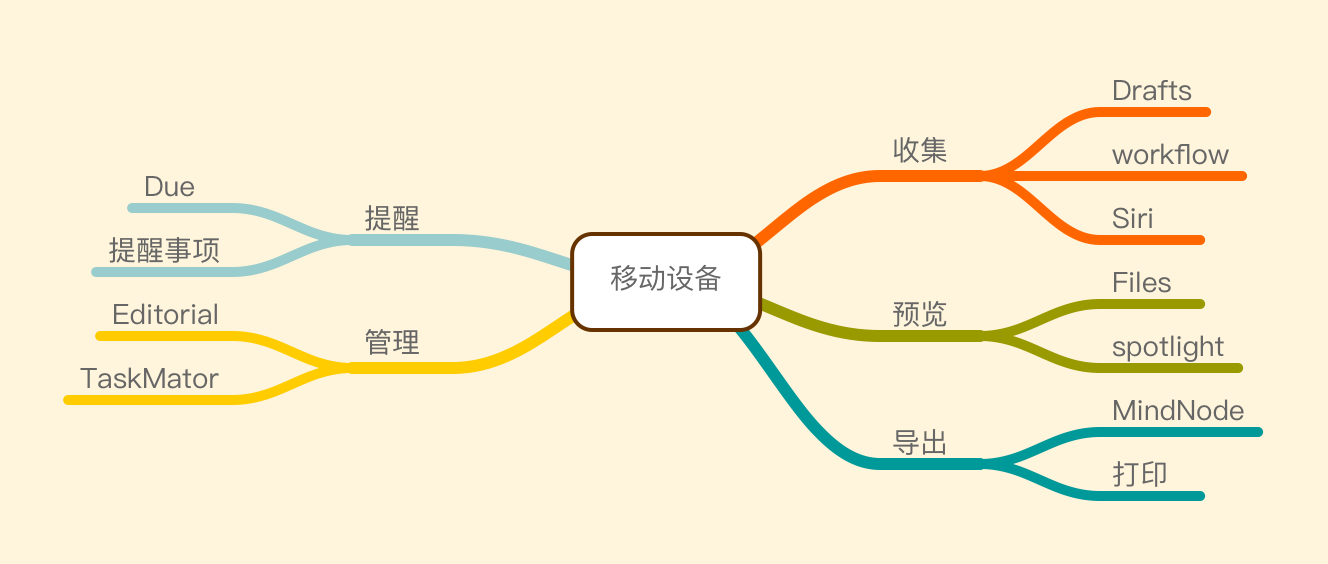 移动设备
收集
Drafts
workflow
Siri
预览
Files
spotlight
导出
MindNode
打印
提醒
Due
提醒事项
管理
Editorial
TaskMator